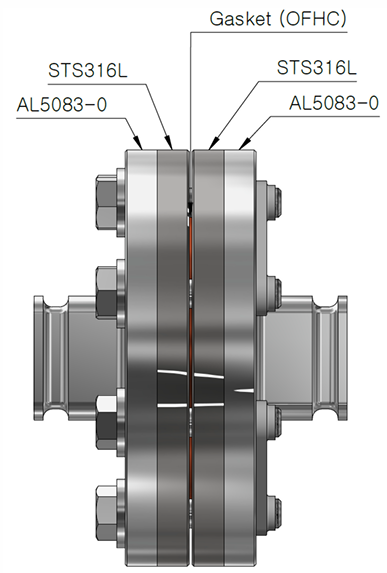 Gasket (OFHC)
STS316L
STS316L
AL5083-0
AL5083-0